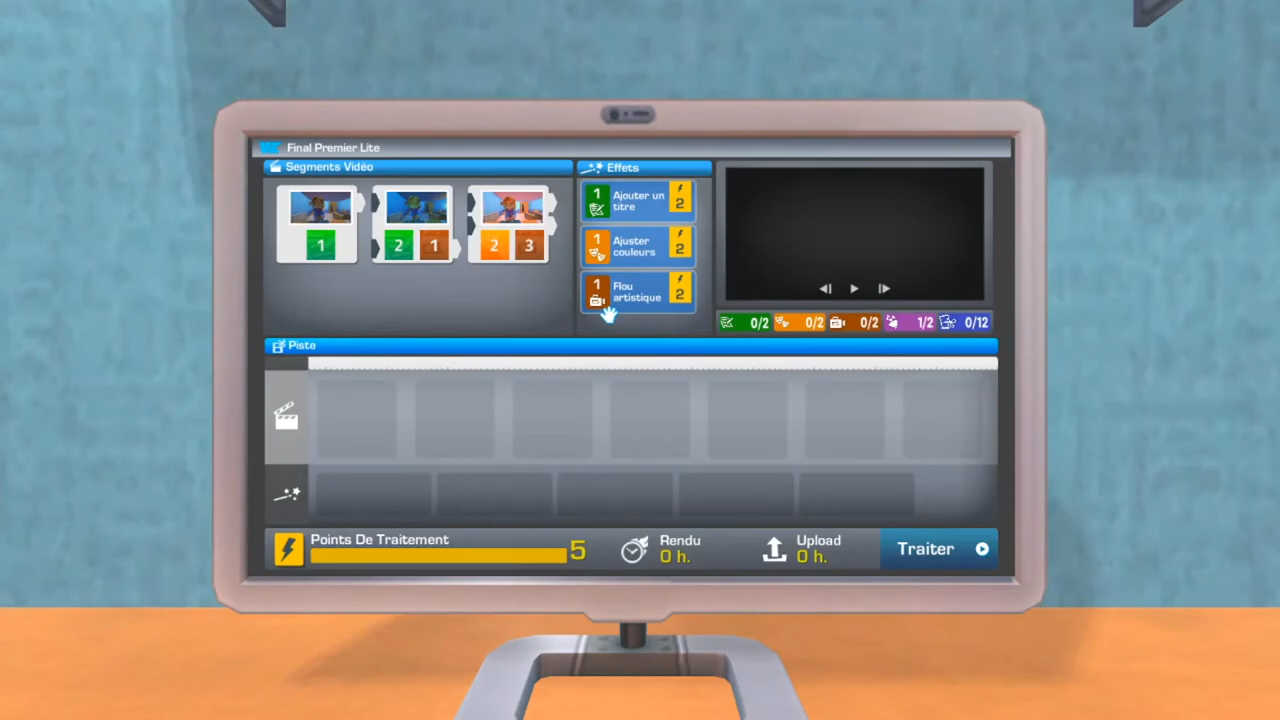 Final Premier Lite
Segments Vidéo
Effets
1
2 1
2 3
1 Ajouter un
titre
2
1 Ajuster
couleurs
2
1 Flou
artistique
2
0/2 0/2 0/2 1/2 0/12
Piste
Points De Traitement
5
Rendu
0 h.
Upload
0 h.
Traiter